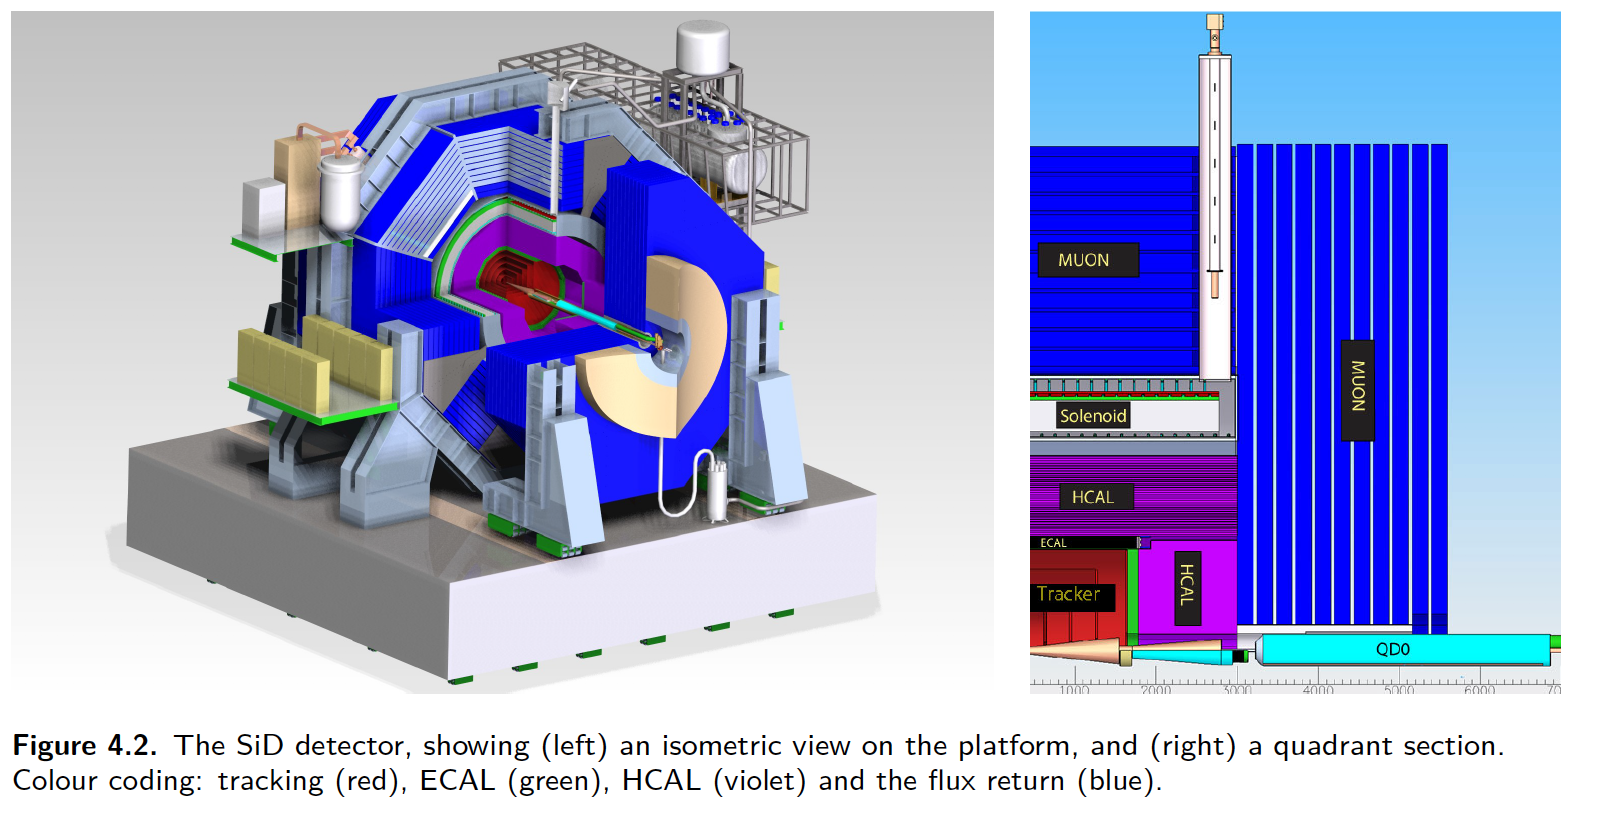 MUON
MUON
Solenoid
HCAL
ECAL
HCAL
Tracker
QD0
1000 2000 3000 4000 5000 6000 70
Figure 4.2. The SiD detector, showing (left) an isometric view on the platform, and (right) a quadrant section.
Colour coding: tracking (red), ECAL (green), HCAL (violet) and the flux return (blue).